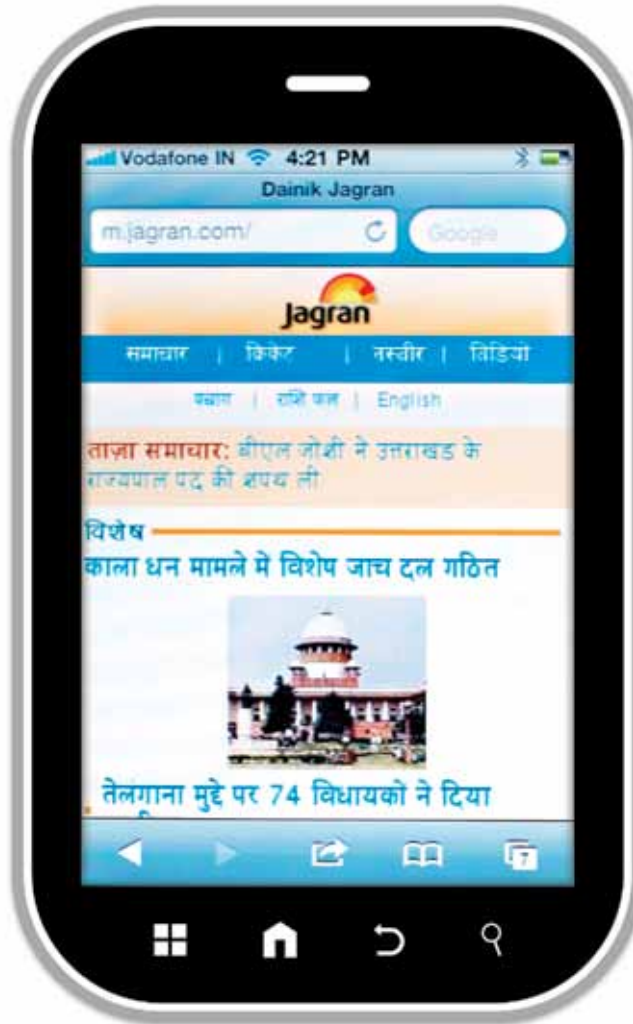 Vodafone IN 4:21 PM
Dainik Jagran
m.jagran.com/ Google
Jagran
समाचार | क्रिकेट | तस्वीर | विडियो
पंचांग | राशि फल | English
ताज़ा समाचार: बीएल जोशी ने उत्तराखंड के
राज्यपाल पद की शपथ ली
विशेष
काला धन मामले में विशेष जाच दल गठित
तेलंगाना मुद्दे पर 74 विधायकों ने दिया
7